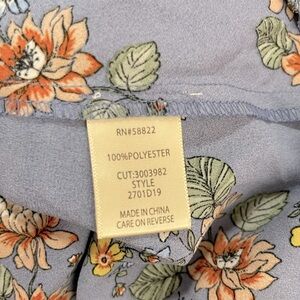 RN#58822
100%POLYESTER
CUT:3003982
STYLE
2701D19
MADE IN CHINA
CARE ON REVERSE